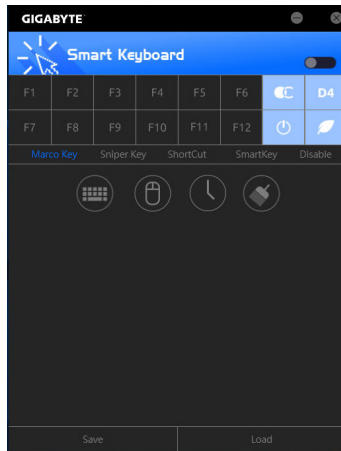 GIGABYTE
Smart Keyboard
F1 F2 F3 F4 F5 F6 OC D4
F7 F8 F9 F10 F11 F12
Marco Key Sniper Key ShortCut SmartKey Disable
Save Load